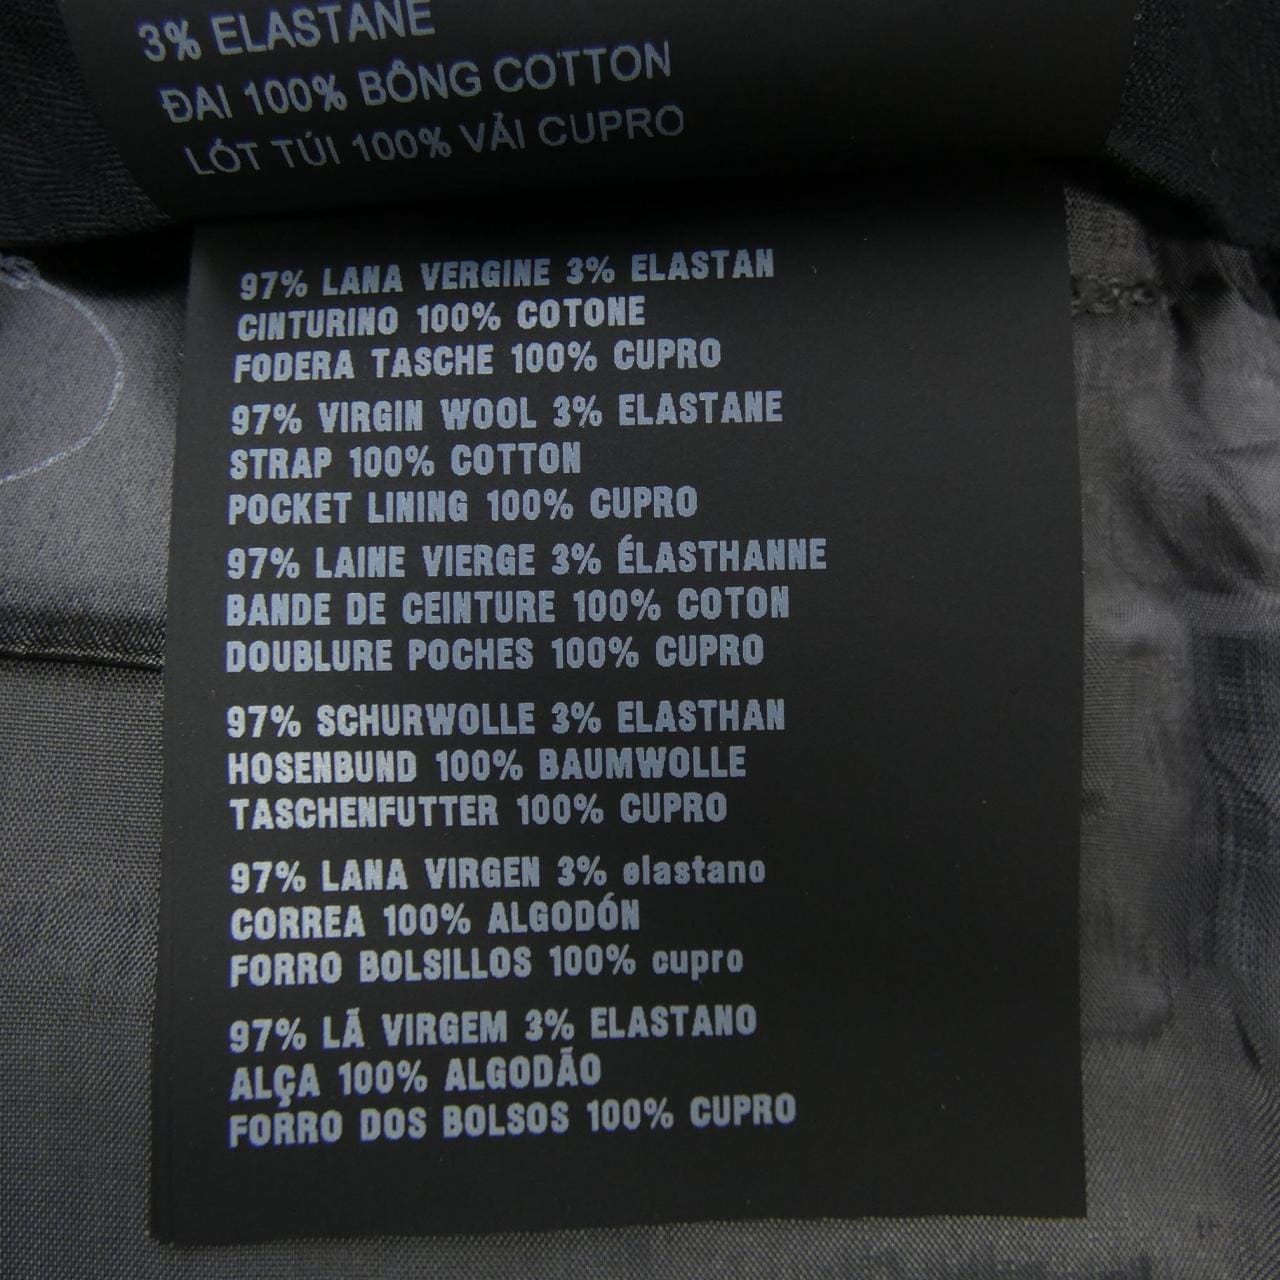 3% ELASTANE
ĐAI 100% BÔNG COTTON
LÓT TÚI 100% VẢI CUPRO
97% LANA VERGINE 3% ELASTAN
CINTURINO 100% COTONE
FODERA TASCHE 100% CUPRO
97% VIRGIN WOOL 3% ELASTANE
STRAP 100% COTTON
POCKET LINING 100% CUPRO
97% LAINE VIERGE 3% ÉLASTHANNE
BANDE DE CEINTURE 100% COTON
DOUBLURE POCHES 100% CUPRO
97% SCHURWOLLE 3% ELASTHAN
HOSENBUND 100% BAUMWOLLE
TASCHENFUTTER 100% CUPRO
97% LANA VIRGEN 3% elastano
CORREA 100% ALGODÓN
FORRO BOLSILLOS 100% cupro
97% LÃ VIRGEM 3% ELASTANO
ALÇA 100% ALGODÃO
FORRO DOS BOLSOS 100% CUPRO